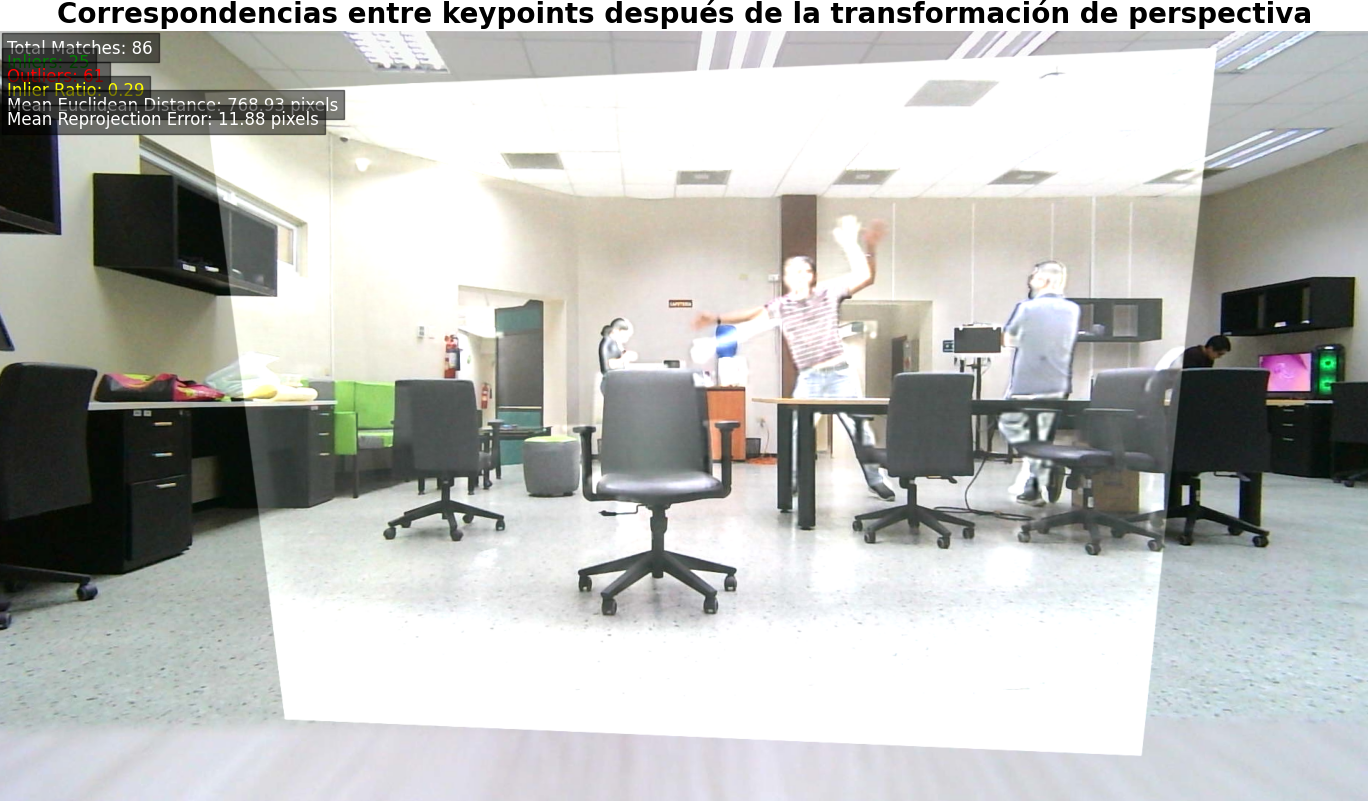 Correspondencias entre keypoints después de la transformación de perspectiva
Total Matches: 86
Inliers: 25
Outliers: 61
Inlier Ratio: 0.29
Mean Euclidean Distance: 768.93 pixels
Mean Reprojection Error: 11.88 pixels
CAFETERIA